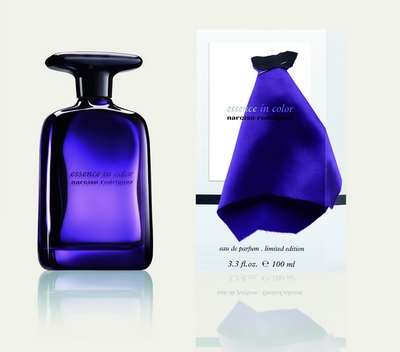 essence in color
narciso rodriguez
essence in color
narciso rodriguez
eau de parfum . limited edition
3.3 fl.oz. ℮ 100 ml